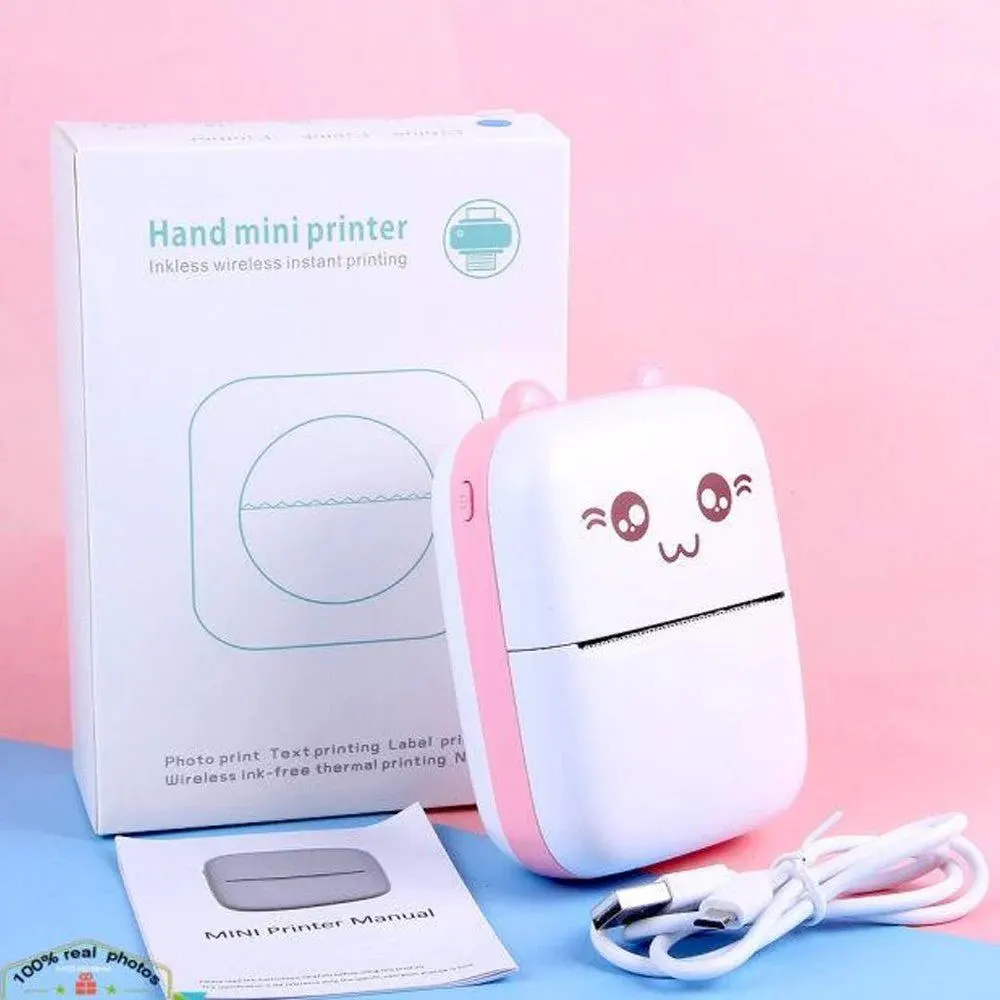 Hand mini printer
Inkless wireless instant printing
Photo print Text printing Label pri
Wireless ink-free thermal printing N
MINI Printer Manual
100% real photos